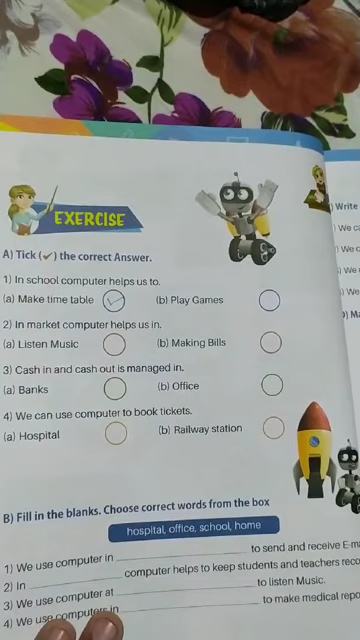 EXERCISE
A) Tick (✓) the correct Answer.
1) In school computer helps us to.
(a) Make time table (b) Play Games
2) In market computer helps us in.
(a) Listen Music (b) Making Bills
3) Cash in and cash out is managed in.
(a) Banks (b) Office
4) We can use computer to book tickets.
(a) Hospital (b) Railway station
B) Fill in the blanks. Choose correct words from the box
hospital, office, school, home
1) We use computer in ____ to send and receive E-ma
2) In ____ computer helps to keep students and teachers reco
3) We use computer at ____ to listen Music.
4) We use computers in ____ to make medical repo
) Write
) We ca
) We
) We
) We